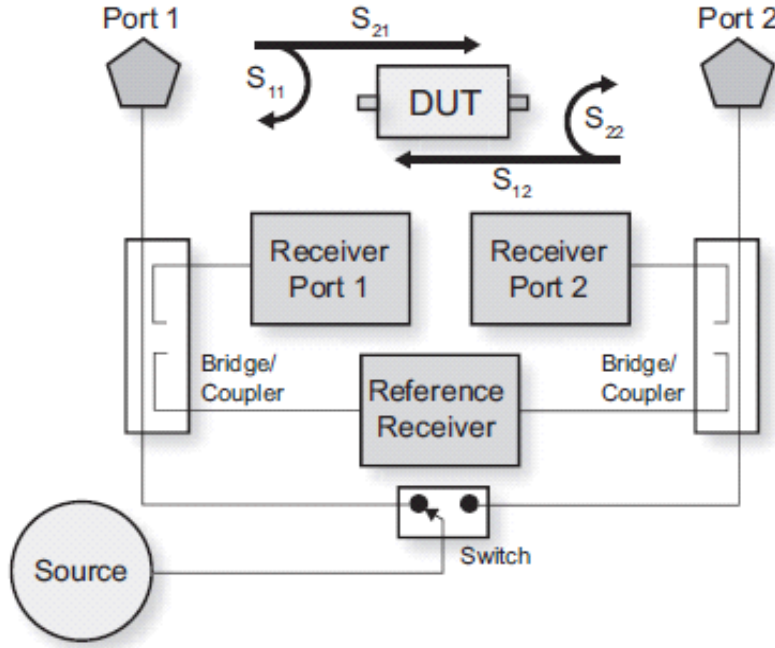 Port 1
Port 2
S21
S11
DUT
S22
S12
Receiver
Port 1
Receiver
Port 2
Bridge/
Coupler
Reference
Receiver
Bridge/
Coupler
Switch
Source